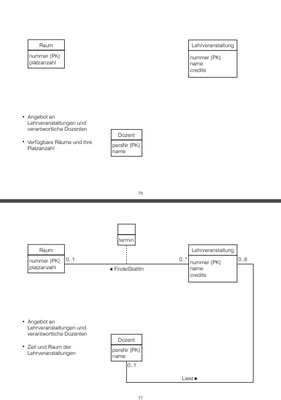 Raum
nummer (PK)
platzanzahl
Lehrveranstaltung
nummer (PK)
name
credits
• Angebot an
Lehrveranstaltungen und
verantwortliche Dozenten
• Verfügbare Räume und ihre
Platzanzahl
Dozent
persNr (PK)
name
76
termin
Raum
nummer (PK)
platzanzahl
0..1
◀ FindetStattIn
0..*
Lehrveranstaltung
nummer (PK)
name
credits
0..8
• Angebot an
Lehrveranstaltungen und
verantwortliche Dozenten
• Zeit und Raum der
Lehrveranstaltungen
Dozent
persNr (PK)
name
0..1
Liest ▶
77